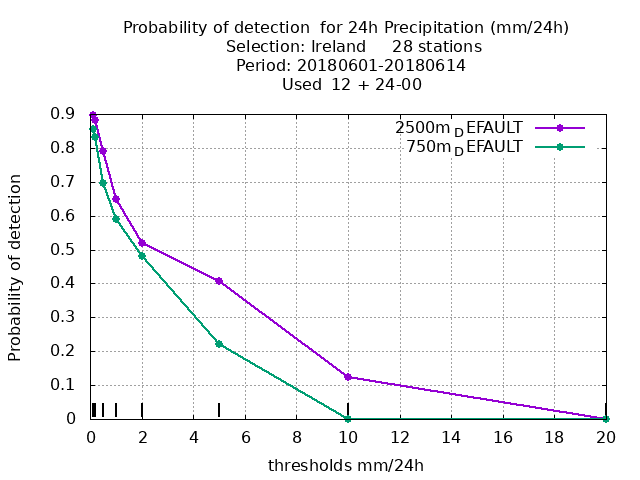 Probability of detection  for 24h Precipitation (mm/24h)
Selection: Ireland     28 stations
Period: 20180601-20180614
Used  12 + 24-00
2500m_DEFAULT
750m_DEFAULT
Probability of detection
0.9
0.8
0.7
0.6
0.5
0.4
0.3
0.2
0.1
0
0 2 4 6 8 10 12 14 16 18 20
thresholds mm/24h